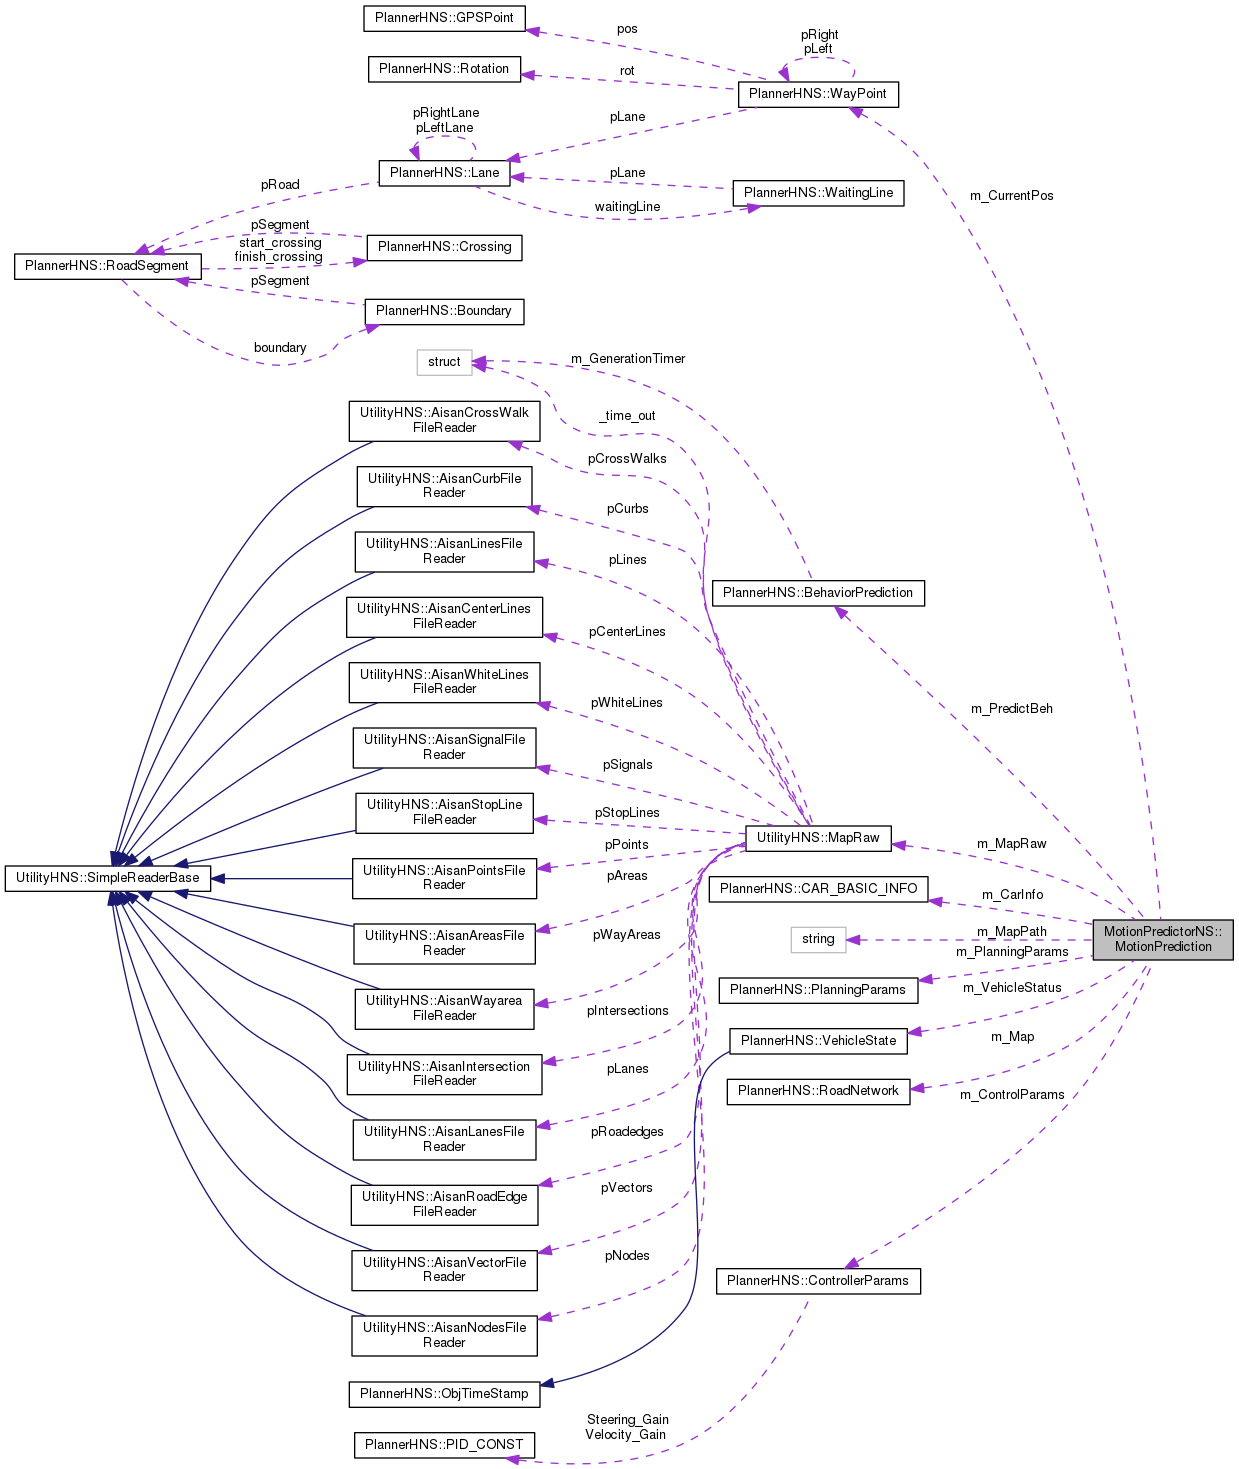 PlannerHNS::GPSPoint
pos
pRight
pLeft
PlannerHNS::Rotation
rot
PlannerHNS::WayPoint
pRightLane
pLeftLane
pLane
PlannerHNS::Lane
pLane
PlannerHNS::WaitingLine
pRoad
waitingLine
m_CurrentPos
pSegment
start_crossing
finish_crossing
PlannerHNS::Crossing
PlannerHNS::RoadSegment
pSegment
PlannerHNS::Boundary
boundary
struct
m_GenerationTimer
UtilityHNS::AisanCrossWalk
FileReader
_time_out
pCrossWalks
UtilityHNS::AisanCurbFile
Reader
pCurbs
UtilityHNS::AisanLinesFile
Reader
pLines
PlannerHNS::BehaviorPrediction
UtilityHNS::AisanCenterLines
FileReader
pCenterLines
UtilityHNS::AisanWhiteLines
FileReader
pWhiteLines
m_PredictBeh
UtilityHNS::AisanSignalFile
Reader
pSignals
UtilityHNS::AisanStopLine
FileReader
pStopLines
UtilityHNS::MapRaw
m_MapRaw
UtilityHNS::SimpleReaderBase
UtilityHNS::AisanPointsFile
Reader
pPoints
pAreas
PlannerHNS::CAR_BASIC_INFO
m_CarInfo
UtilityHNS::AisanAreasFile
Reader
pWayAreas
string
m_MapPath
MotionPredictorNS::
MotionPrediction
m_PlanningParams
UtilityHNS::AisanWayarea
FileReader
PlannerHNS::PlanningParams
m_VehicleStatus
pIntersections
PlannerHNS::VehicleState
m_Map
UtilityHNS::AisanIntersection
FileReader
pLanes
PlannerHNS::RoadNetwork
m_ControlParams
UtilityHNS::AisanLanesFile
Reader
pRoadedges
UtilityHNS::AisanRoadEdge
FileReader
pVectors
UtilityHNS::AisanVectorFile
Reader
pNodes
PlannerHNS::ControllerParams
UtilityHNS::AisanNodesFile
Reader
PlannerHNS::ObjTimeStamp
Steering_Gain
Velocity_Gain
PlannerHNS::PID_CONST